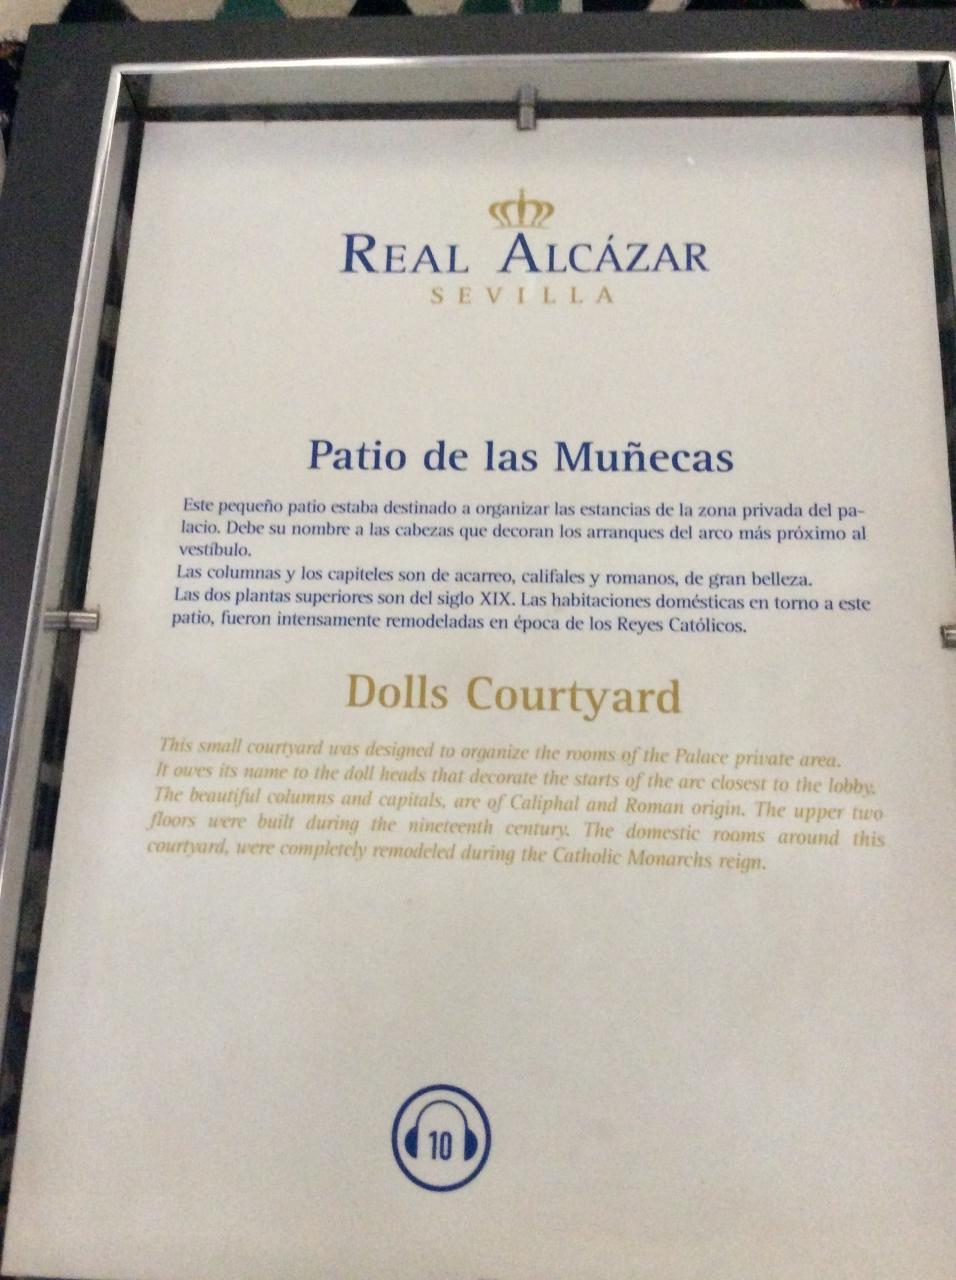 REAL ALCÁZAR
SEVILLA
Patio de las Muñecas
Este pequeño patio estaba destinado a organizar las estancias de la zona privada del pa-
lacio. Debe su nombre a las cabezas que decoran los arranques del arco más próximo al
vestíbulo.
Las columnas y los capiteles son de acarreo, califales y romanos, de gran belleza.
Las dos plantas superiores son del siglo XIX. Las habitaciones domésticas en torno a este
patio, fueron intensamente remodeladas en época de los Reyes Católicos.
Dolls Courtyard
This small courtyard was designed to organize the rooms of the Palace private area.
It owes its name to the doll heads that decorate the starts of the arc closest to the lobby.
The beautiful columns and capitals, are of Caliphal and Roman origin. The upper two
floors were built during the nineteenth century. The domestic rooms around this
courtyard, were completely remodeled during the Catholic Monarchs reign.
10